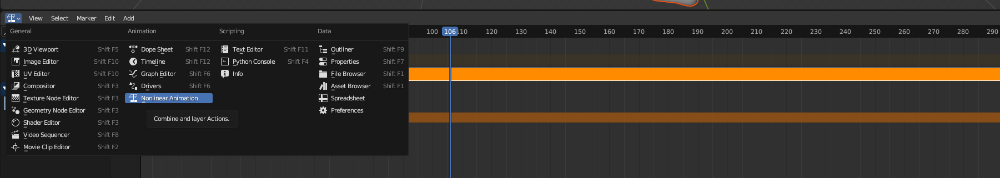 View Select Marker Edit Add
General Animation Scripting Data
100 106 110 120 130 140 150 160 170 180 190 200 210 220 230 240 250 260 270 280 290
3D Viewport Shift F5 Dope Sheet Shift F12 Text Editor Shift F11 Outliner Shift F9
Image Editor Shift F10 Timeline Shift F12 Python Console Shift F4 Properties Shift F7
UV Editor Shift F10 Graph Editor Shift F6 Info File Browser Shift F1
Compositor Shift F3 Drivers Shift F6 Asset Browser Shift F1
Texture Node Editor Shift F3 Nonlinear Animation Spreadsheet
Geometry Node Editor Shift F3 Preferences
Shader Editor Shift F3 Combine and layer Actions.
Video Sequencer Shift F8
Movie Clip Editor Shift F2